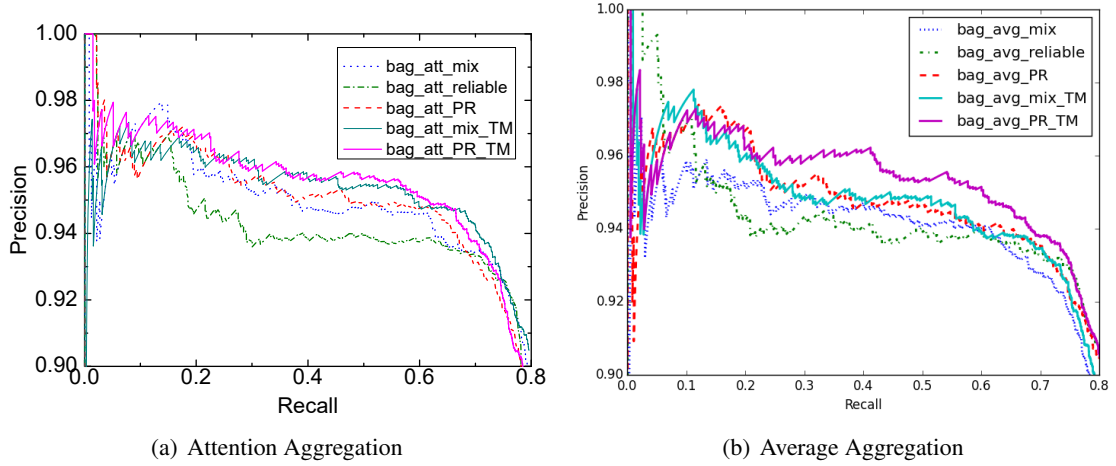 1.00
0.98
0.96
0.94
0.92
0.90
Precision
0.0 0.2 0.4 0.6 0.8
Recall
bag_att_mix
bag_att_reliable
bag_att_PR
bag_att_mix_TM
bag_att_PR_TM
(a) Attention Aggregation
1.00
0.98
0.96
0.94
0.92
0.90
Precision
0.0 0.1 0.2 0.3 0.4 0.5 0.6 0.7 0.8
Recall
bag_avg_mix
bag_avg_reliable
bag_avg_PR
bag_avg_mix_TM
bag_avg_PR_TM
(b) Average Aggregation